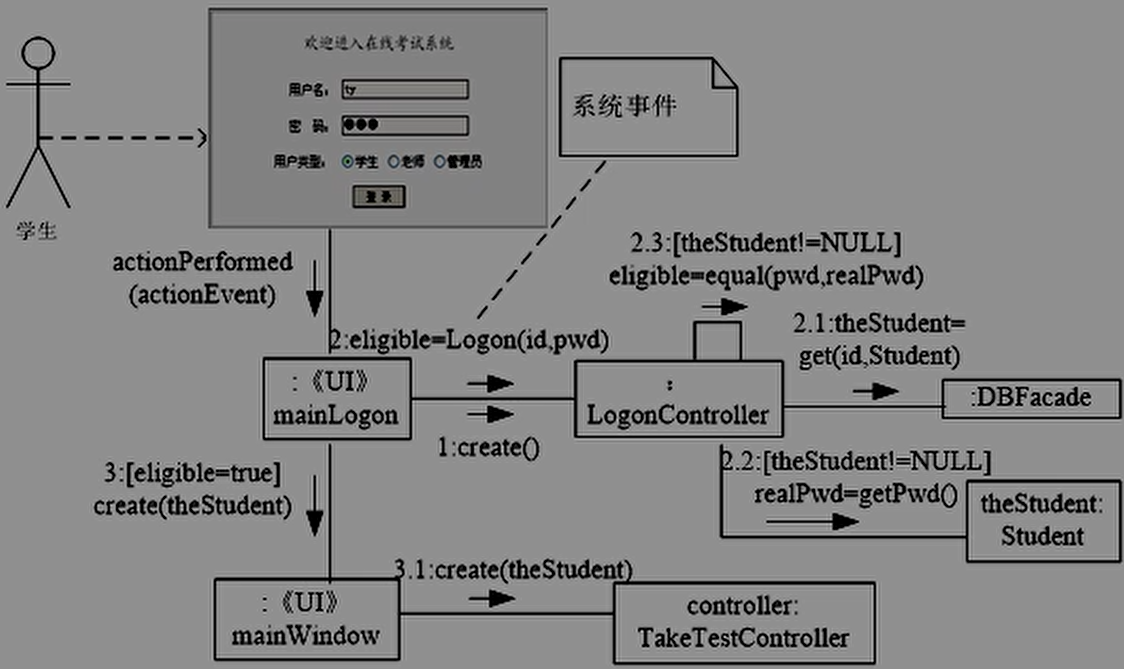 欢迎进入在线考试系统
用户名: ty
密 码: ●●●
用户类型: 学生 老师 管理员
登录
学生
系统事件
actionPerformed
(actionEvent)
2.3:[theStudent!=NULL]
eligible=equal(pwd,realPwd)
2.1:theStudent=
get(id,Student)
2:eligible=Logon(id,pwd)
:《UI》
mainLogon
:
LogonController
:DBFacade
1:create()
3:[eligible=true]
create(theStudent)
2.2:[theStudent!=NULL]
realPwd=getPwd()
theStudent:
Student
3.1:create(theStudent)
:《UI》
mainWindow
controller:
TakeTestController